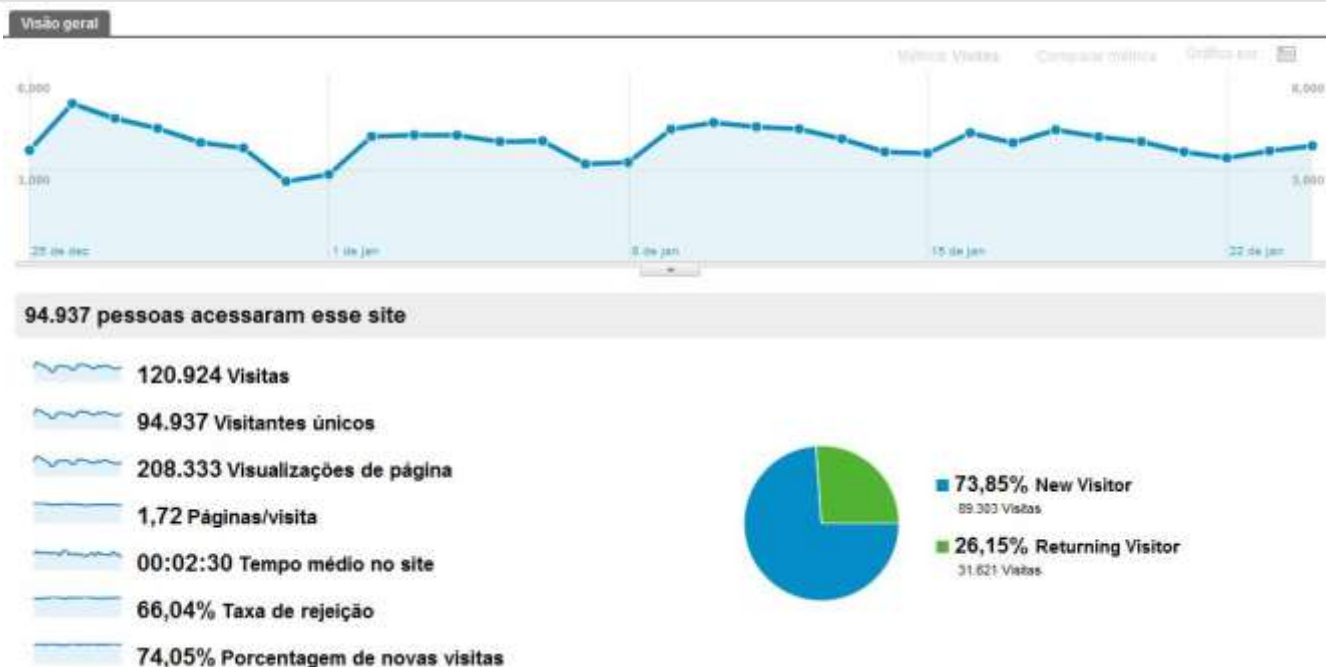 Visão geral
Métrica: Visitas Comparar métrica Gráfico por:
6,000 6,000
3,000 3,000
25 de dec 1 de jan 8 de jan 15 de jan 22 de jan
94.937 pessoas acessaram esse site
120.924 Visitas
94.937 Visitantes únicos
208.333 Visualizações de página
1,72 Páginas/visita
00:02:30 Tempo médio no site
66,04% Taxa de rejeição
74,05% Porcentagem de novas visitas
73,85% New Visitor
89.303 Visitas
26,15% Returning Visitor
31.621 Visitas